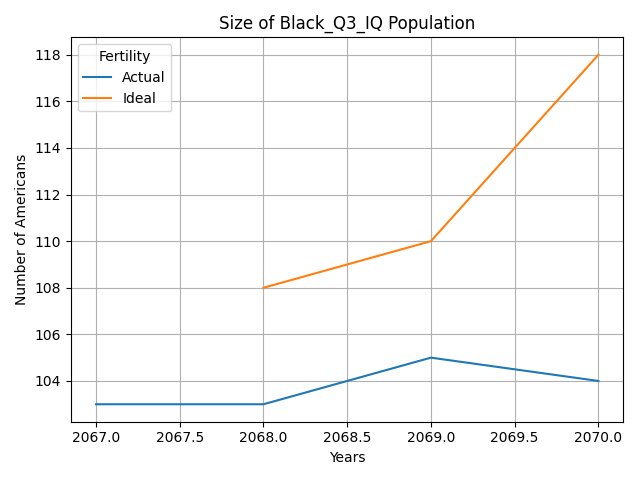 Size of Black_Q3_IQ Population
Fertility
Actual
Ideal
118
116
114
112
110
108
106
104
Number of Americans
2067.0 2067.5 2068.0 2068.5 2069.0 2069.5 2070.0
Years